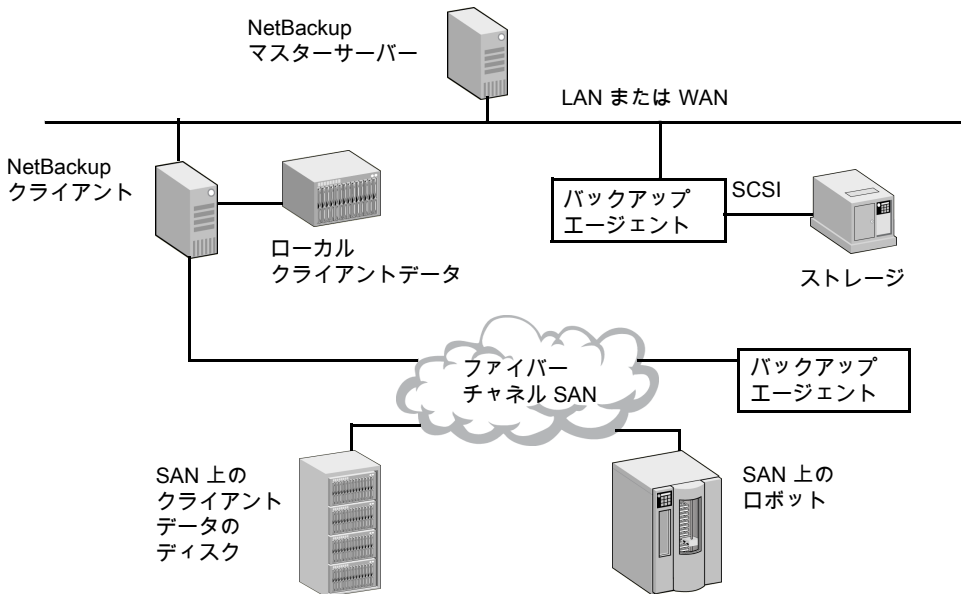 NetBackup
マスターサーバー
LAN または WAN
NetBackup
クライアント
ローカル
クライアントデータ
バックアップ
エージェント
SCSI
ストレージ
ファイバー
チャネル SAN
バックアップ
エージェント
SAN 上の
クライアント
データの
ディスク
SAN 上の
ロボット